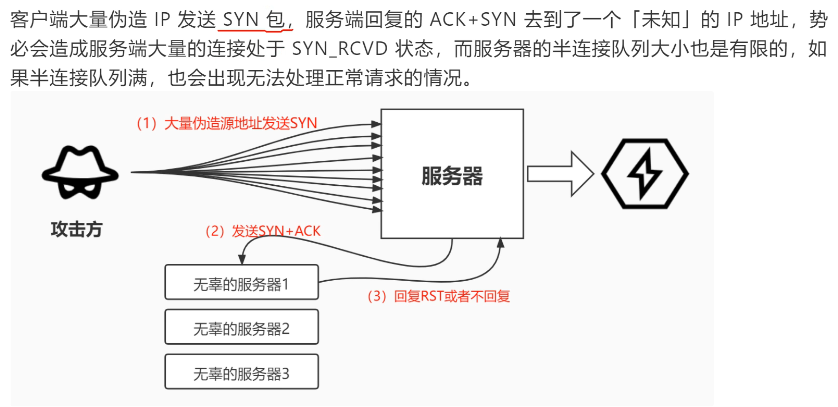 客户端大量伪造 IP 发送 SYN 包，服务端回复的 ACK+SYN 去到了一个「未知」的 IP 地址，势
必会造成服务端大量的连接处于 SYN_RCVD 状态，而服务器的半连接队列大小也是有限的，如
果半连接队列满，也会出现无法处理正常请求的情况。
（1）大量伪造源地址发送SYN
服务器
攻击方
（2）发送SYN+ACK
无辜的服务器1
（3）回复RST或者不回复
无辜的服务器2
无辜的服务器3